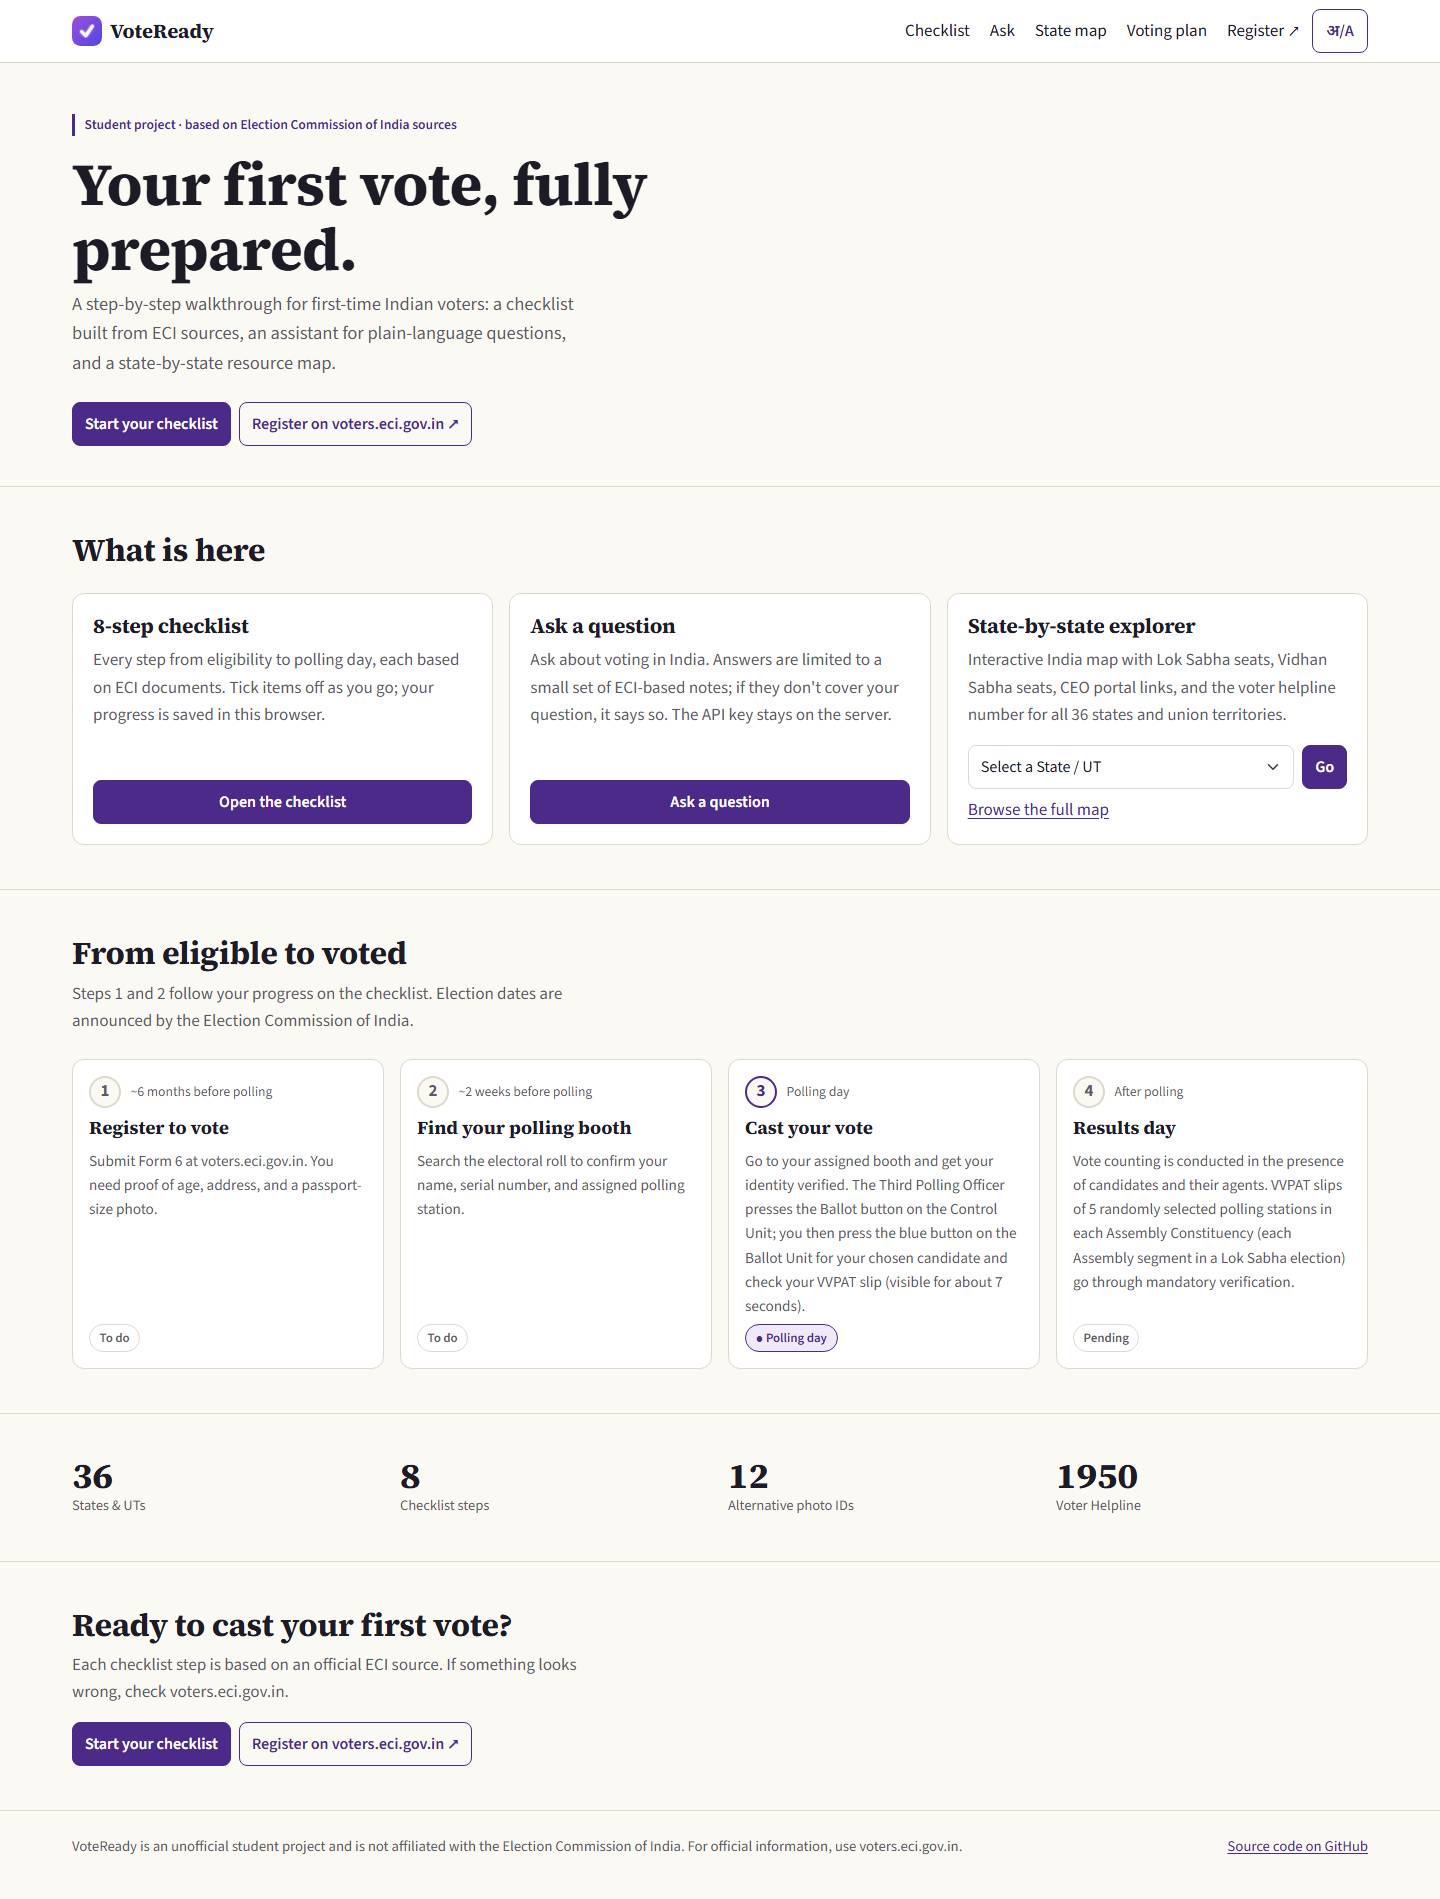 VoteReady
Checklist
Ask
State map
Voting plan
Register ↗
अ/A
Student project · based on Election Commission of India sources
Your first vote, fully
prepared.
A step-by-step walkthrough for first-time Indian voters: a checklist
built from ECI sources, an assistant for plain-language questions,
and a state-by-state resource map.
Start your checklist
Register on voters.eci.gov.in ↗
What is here
8-step checklist
Every step from eligibility to polling day, each based
on ECI documents. Tick items off as you go; your
progress is saved in this browser.
Open the checklist
Ask a question
Ask about voting in India. Answers are limited to a
small set of ECI-based notes; if they don't cover your
question, it says so. The API key stays on the server.
Ask a question
State-by-state explorer
Interactive India map with Lok Sabha seats, Vidhan
Sabha seats, CEO portal links, and the voter helpline
number for all 36 states and union territories.
Select a State / UT
Go
Browse the full map
From eligible to voted
Steps 1 and 2 follow your progress on the checklist. Election dates are
announced by the Election Commission of India.
1 ~6 months before polling
Register to vote
Submit Form 6 at voters.eci.gov.in. You
need proof of age, address, and a passport-
size photo.
To do
2 ~2 weeks before polling
Find your polling booth
Search the electoral roll to confirm your
name, serial number, and assigned polling
station.
To do
3 Polling day
Cast your vote
Go to your assigned booth and get your
identity verified. The Third Polling Officer
presses the Ballot button on the Control
Unit; you then press the blue button on the
Ballot Unit for your chosen candidate and
check your VVPAT slip (visible for about 7
seconds).
● Polling day
4 After polling
Results day
Vote counting is conducted in the presence
of candidates and their agents. VVPAT slips
of 5 randomly selected polling stations in
each Assembly Constituency (each
Assembly segment in a Lok Sabha election)
go through mandatory verification.
Pending
36
States & UTs
8
Checklist steps
12
Alternative photo IDs
1950
Voter Helpline
Ready to cast your first vote?
Each checklist step is based on an official ECI source. If something looks
wrong, check voters.eci.gov.in.
Start your checklist
Register on voters.eci.gov.in ↗
VoteReady is an unofficial student project and is not affiliated with the Election Commission of India. For official information, use voters.eci.gov.in.
Source code on GitHub